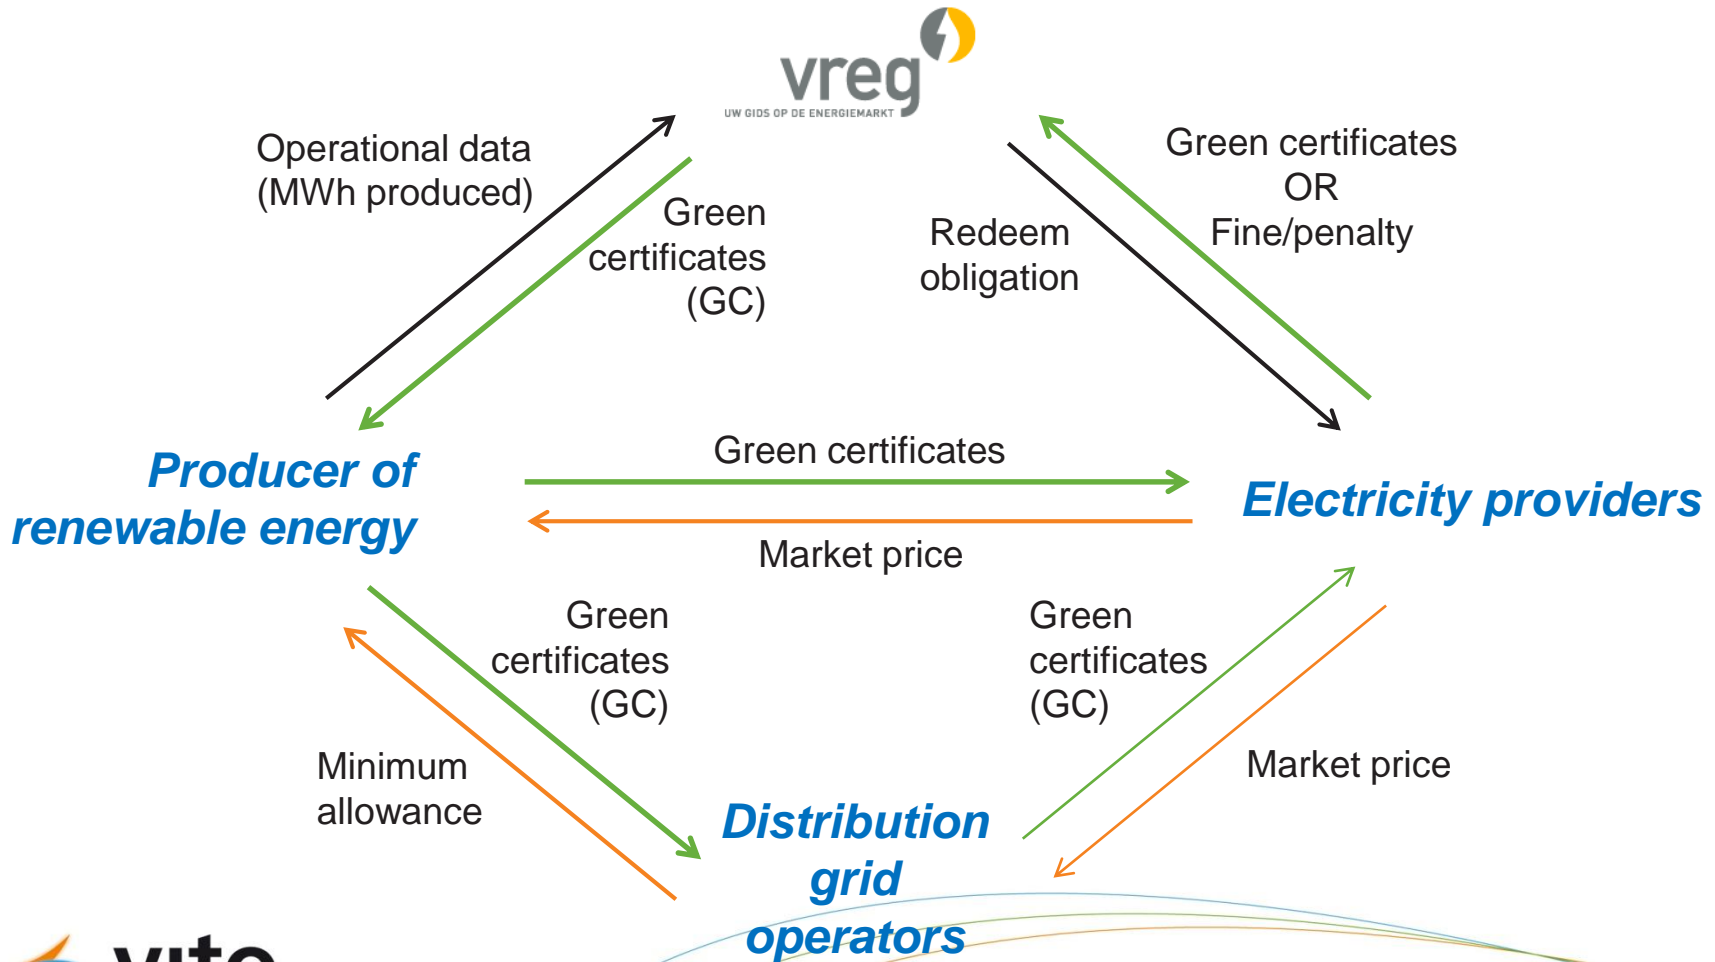 vreg
UW GIDS OP DE ENERGIEMARKT
Operational data
(MWh produced)
Green
certificates
(GC)
Redeem
obligation
Green certificates
OR
Fine/penalty
Producer of
renewable energy
Green certificates
Market price
Electricity providers
Green
certificates
(GC)
Minimum
allowance
Green
certificates
(GC)
Market price
Distribution
grid
operators
vito